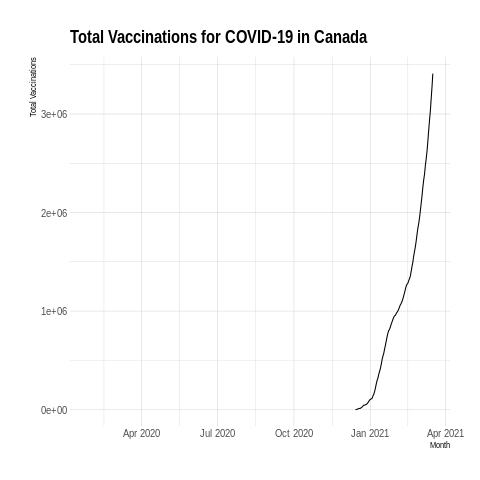 Total Vaccinations for COVID-19 in Canada
Total Vaccinations
3e+06
2e+06
1e+06
0e+00
Apr 2020 Jul 2020 Oct 2020 Jan 2021 Apr 2021
Month